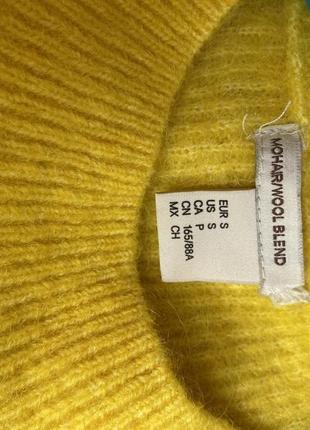 MOHAIR/WOOL BLEND
EUR S
US S
CA P
CN 165/88A
MX CH